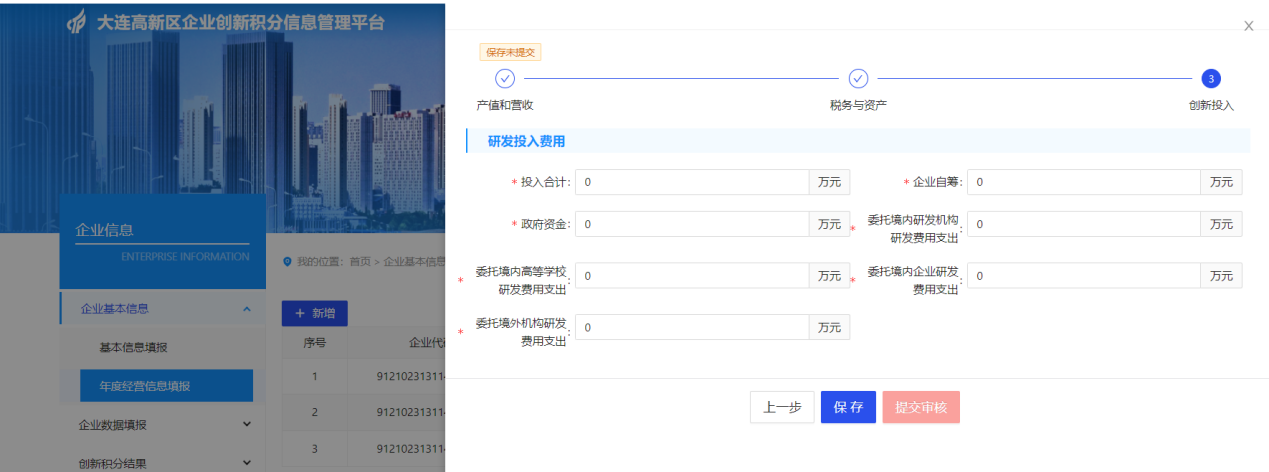 大连高新区企业创新积分信息管理平台
X
保存未提交
3
产值和营收
税务与资产
创新投入
研发投入费用
* 投入合计: 0 万元
* 企业自筹: 0 万元
* 政府资金: 0 万元
* 委托境内研发机构
研发费用支出: 0 万元
* 委托境内高等学校
研发费用支出: 0 万元
* 委托境内企业研发
费用支出: 0 万元
* 委托境外机构研发
费用支出: 0 万元
上一步
保 存
提交审核
企业信息
ENTERPRISE INFORMATION
企业基本信息
基本信息填报
年度经营信息填报
企业数据填报
创新积分结果
我的位置: 首页 > 企业基本信息
+ 新增
序号 企业代
1 91210231311
2 91210231311
3 91210231311